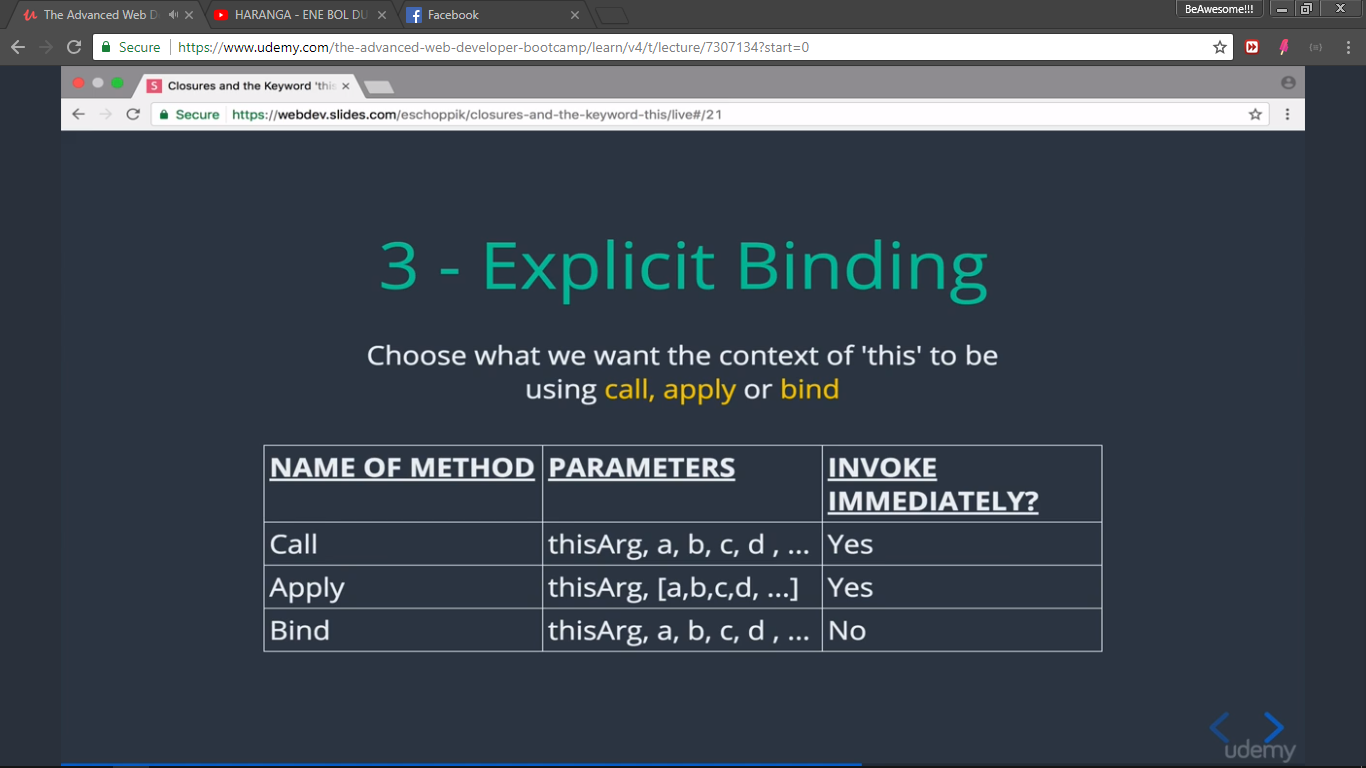 The Advanced Web D
HARANGA - ENE BOL DU
Facebook
BeAwesome!!!
Secure
https://www.udemy.com/the-advanced-web-developer-bootcamp/learn/v4/t/lecture/7307134?start=0
S
Closures and the Keyword 'this
Secure
https://webdev.slides.com/eschoppik/closures-and-the-keyword-this/live#/21
3 - Explicit Binding
Choose what we want the context of 'this' to be
using call, apply or bind
NAME OF METHOD PARAMETERS INVOKE
IMMEDIATELY?
Call thisArg, a, b, c, d , ... Yes
Apply thisArg, [a,b,c,d, ...] Yes
Bind thisArg, a, b, c, d , ... No
udemy